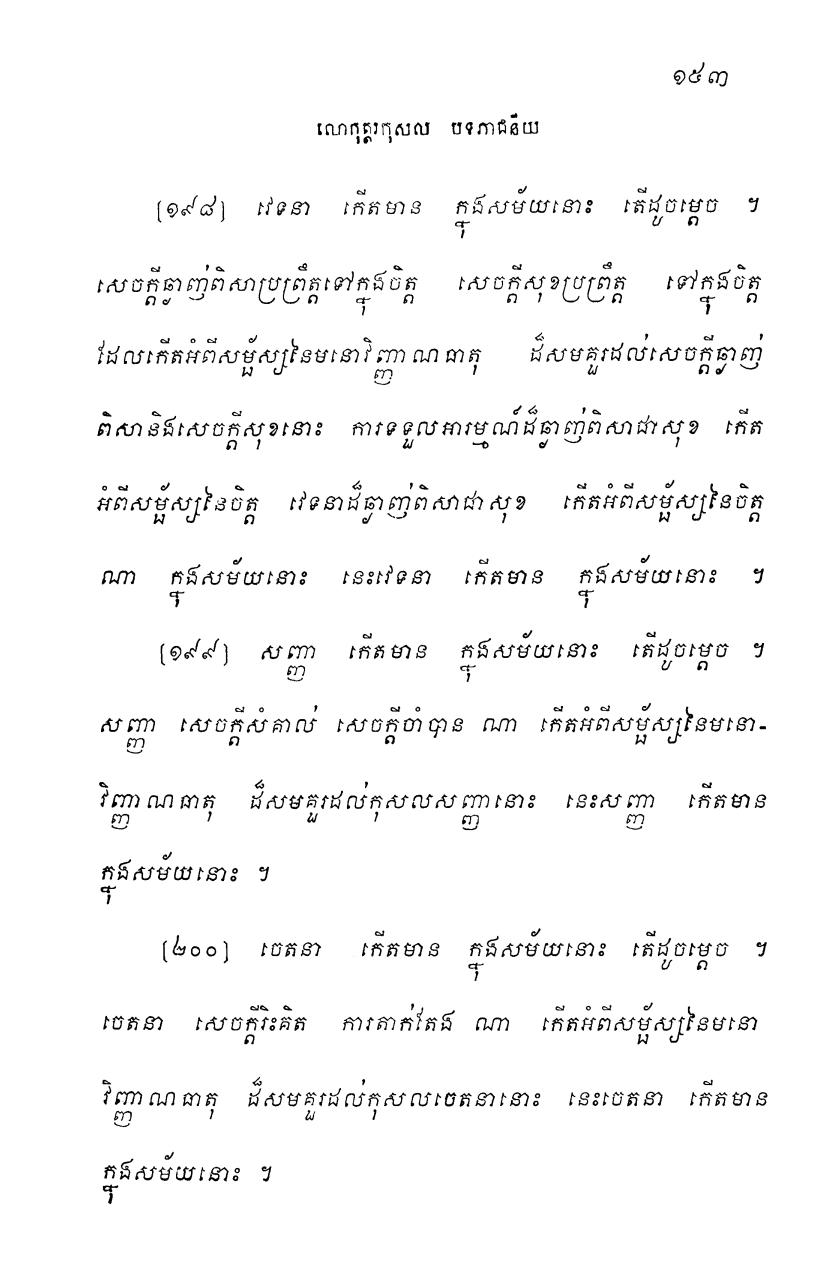 ១៥៣
លោកុត្តរកុសល បទភាជនីយ
[១៩៨] វេទនា កើតមាន ក្នុងសម័យនោះ តើដូចម្តេច ។
សេចក្តីធ្លាញ់ពិសាប្រព្រឹត្តទៅក្នុងចិត្ត សេចក្តីសុខប្រព្រឹត្ត ទៅក្នុងចិត្ត
ដែលកើតអំពីសម្ផ័ស្សនៃមនោវិញ្ញាណធាតុ ដ៏សមគួរដល់សេចក្តីធ្លាញ់
ពិសានិងសេចក្តីសុខនោះ ការទទួលអារម្មណ៍ដ៏ធ្លាញ់ពិសាជាសុខ កើត
អំពីសម្ផ័ស្សនៃចិត្ត វេទនាដ៏ធ្លាញ់ពិសាជាសុខ កើតអំពីសម្ផ័ស្សនៃចិត្ត
ណា ក្នុងសម័យនោះ នេះវេទនា កើតមាន ក្នុងសម័យនោះ ។
[១៩៩] សញ្ញា កើតមាន ក្នុងសម័យនោះ តើដូចម្តេច ។
សញ្ញា សេចក្តីសំគាល់ សេចក្តីចាំបាន ណា កើតអំពីសម្ផ័ស្សនៃមនោ-
វិញ្ញាណធាតុ ដ៏សមគួរដល់កុសលសញ្ញានោះ នេះសញ្ញា កើតមាន
ក្នុងសម័យនោះ ។
[២០០] ចេតនា កើតមាន ក្នុងសម័យនោះ តើដូចម្តេច ។
ចេតនា សេចក្តីរិះគិត ការតាក់តែង ណា កើតអំពីសម្ផ័ស្សនៃមនោ
វិញ្ញាណធាតុ ដ៏សមគួរដល់កុសលចេតនានោះ នេះចេតនា កើតមាន
ក្នុងសម័យនោះ ។